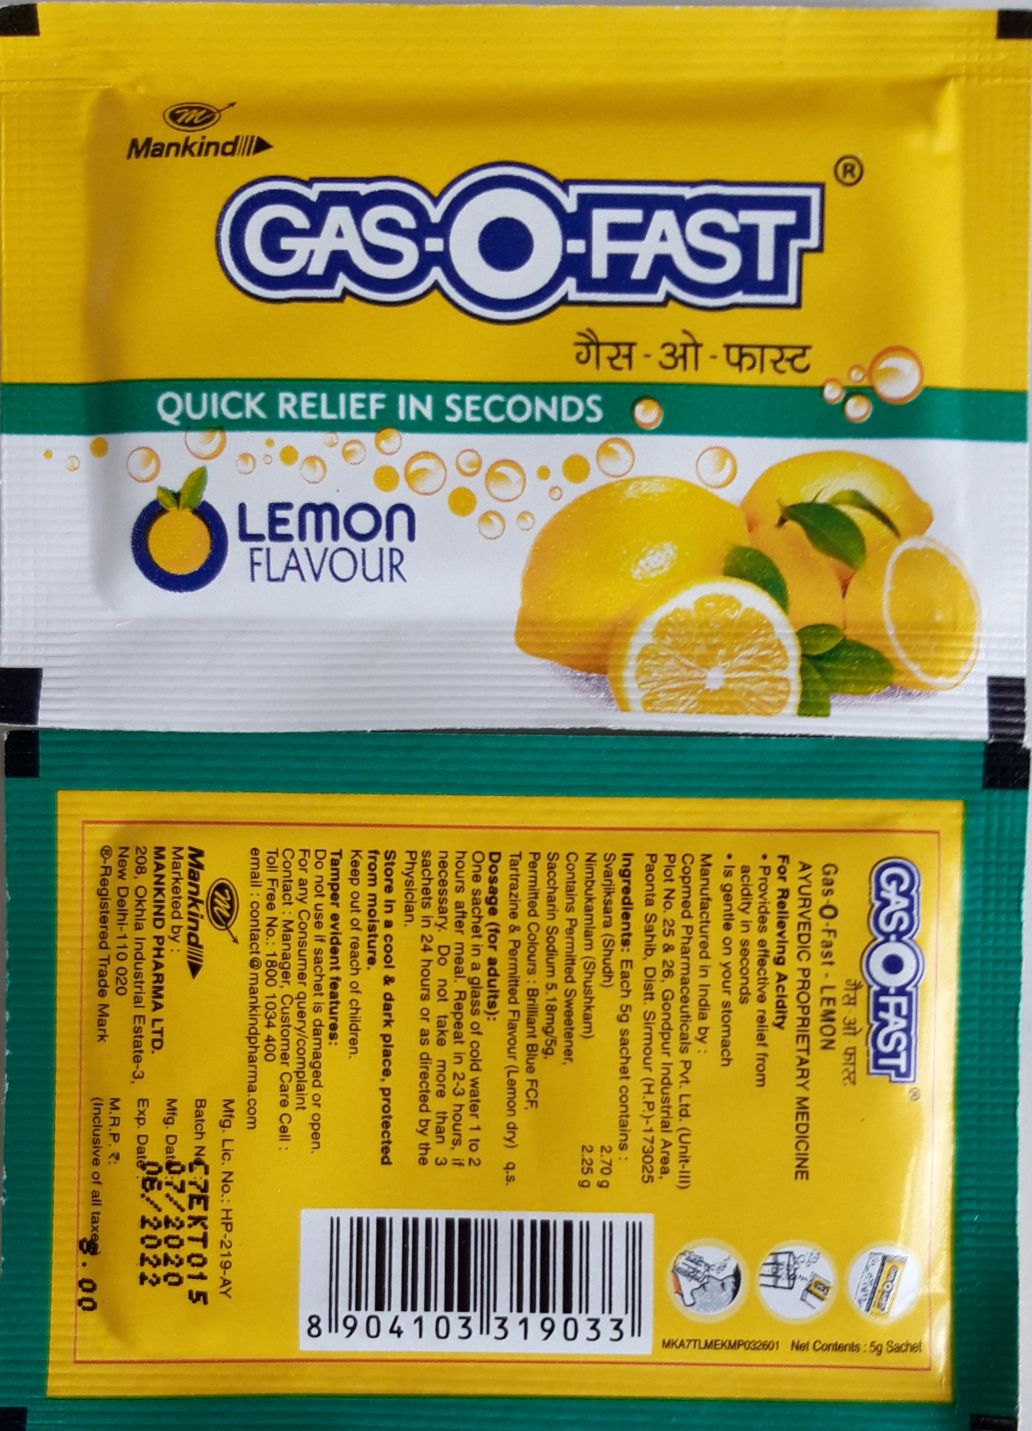 Mankind
GAS-O-FAST ®
गैस - ओ - फास्ट
QUICK RELIEF IN SECONDS
LEMON
FLAVOUR
GAS-O-FAST ®
गैस ओ फास्ट
Gas-O-Fast - LEMON
AYURVEDIC PROPRIETARY MEDICINE
For Relieving Acidity
• Provides effective relief from
acidity in seconds
• Is gentle on your stomach
Manufactured in India by :
Copmed Pharmaceuticals Pvt. Ltd. (Unit-III)
Plot No. 25 & 26, Gondpur Industrial Area,
Paonta Sahib, Distt. Sirmour (H.P.)-173025
Ingredients: Each 5g sachet contains :
Svarjiksara (Shudh) 2.70 g
Nimbukamlam (Shushkam) 2.25 g
Contains Permitted Sweetener,
Saccharin Sodium 5.18mg/5g,
Permitted Colours : Brilliant Blue FCF,
Tartrazine & Permitted Flavour (Lemon dry) q.s.
Dosage (for adults):
One sachet in a glass of cold water 1 to 2
hours after meal. Repeat in 2-3 hours, if
necessary. Do not take more than 3
sachets in 24 hours or as directed by the
Physician.
Store in a cool & dark place, protected
from moisture.
Keep out of reach of children.
Tamper evident features:
Do not use if sachet is damaged or open.
For any Consumer query/complaint
Contact : Manager, Customer Care Cell :
Toll Free No.: 1800 1034 400
email : contact@mankindpharma.com
Mankind
Marketed by :
MANKIND PHARMA LTD.
208, Okhla Industrial Estate-3,
New Delhi-110 020
®-Registered Trade Mark
Mfg. Lic. No.: HP-219-AY
Batch No C7EKT015
Mfg. Date 07/2020
Exp. Date 06/2022
M.R.P. ₹:
(Inclusive of all taxes) 8.00
8 904103 319033
MKA7TLMEKMP032601 Net Contents : 5g Sachet